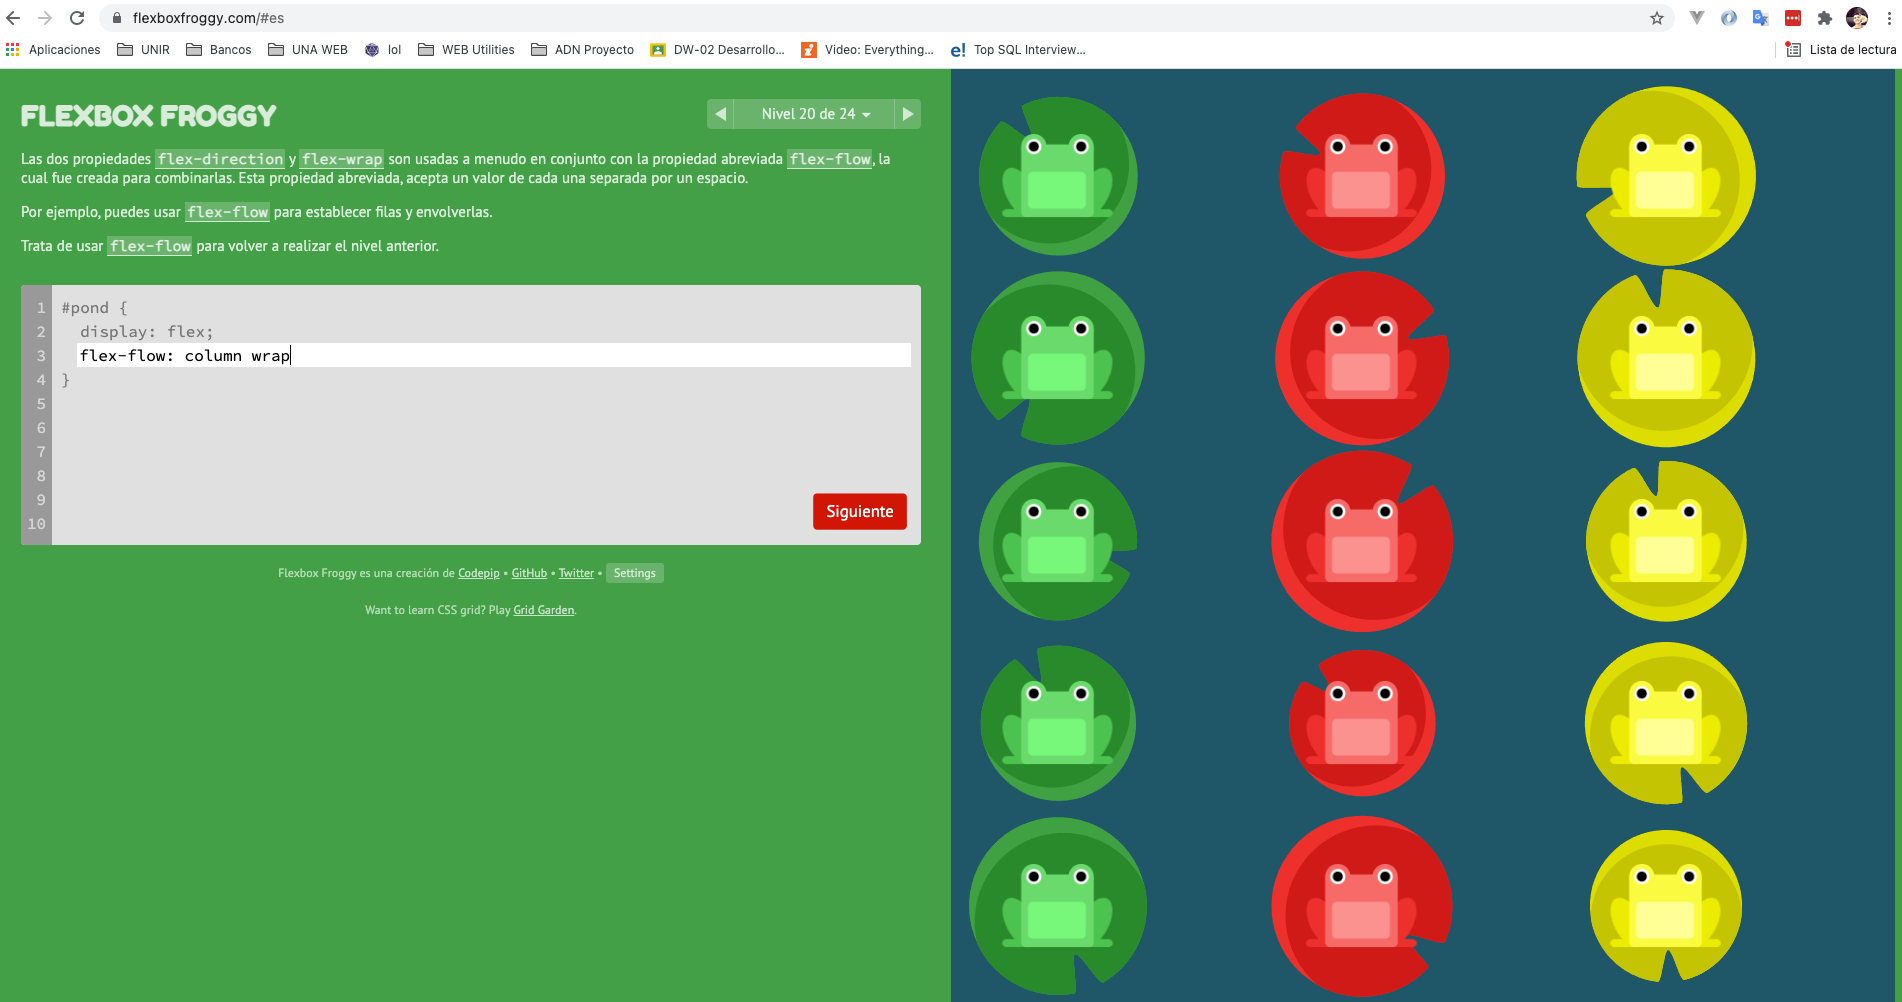 flexboxfroggy.com/#es
Aplicaciones UNIR Bancos UNA WEB lol WEB Utilities ADN Proyecto DW-02 Desarrollo... Video: Everything... e! Top SQL Interview... Lista de lectura
FLEXBOX FROGGY
Nivel 20 de 24
Las dos propiedades flex-direction y flex-wrap son usadas a menudo en conjunto con la propiedad abreviada flex-flow, la
cual fue creada para combinarlas. Esta propiedad abreviada, acepta un valor de cada una separada por un espacio.
Por ejemplo, puedes usar flex-flow para establecer filas y envolverlas.
Trata de usar flex-flow para volver a realizar el nivel anterior.
1 #pond {
2 display: flex;
3 flex-flow: column wrap
4 }
5
6
7
8
9
10
Siguiente
Flexbox Froggy es una creación de Codepip • GitHub • Twitter • Settings
Want to learn CSS grid? Play Grid Garden.